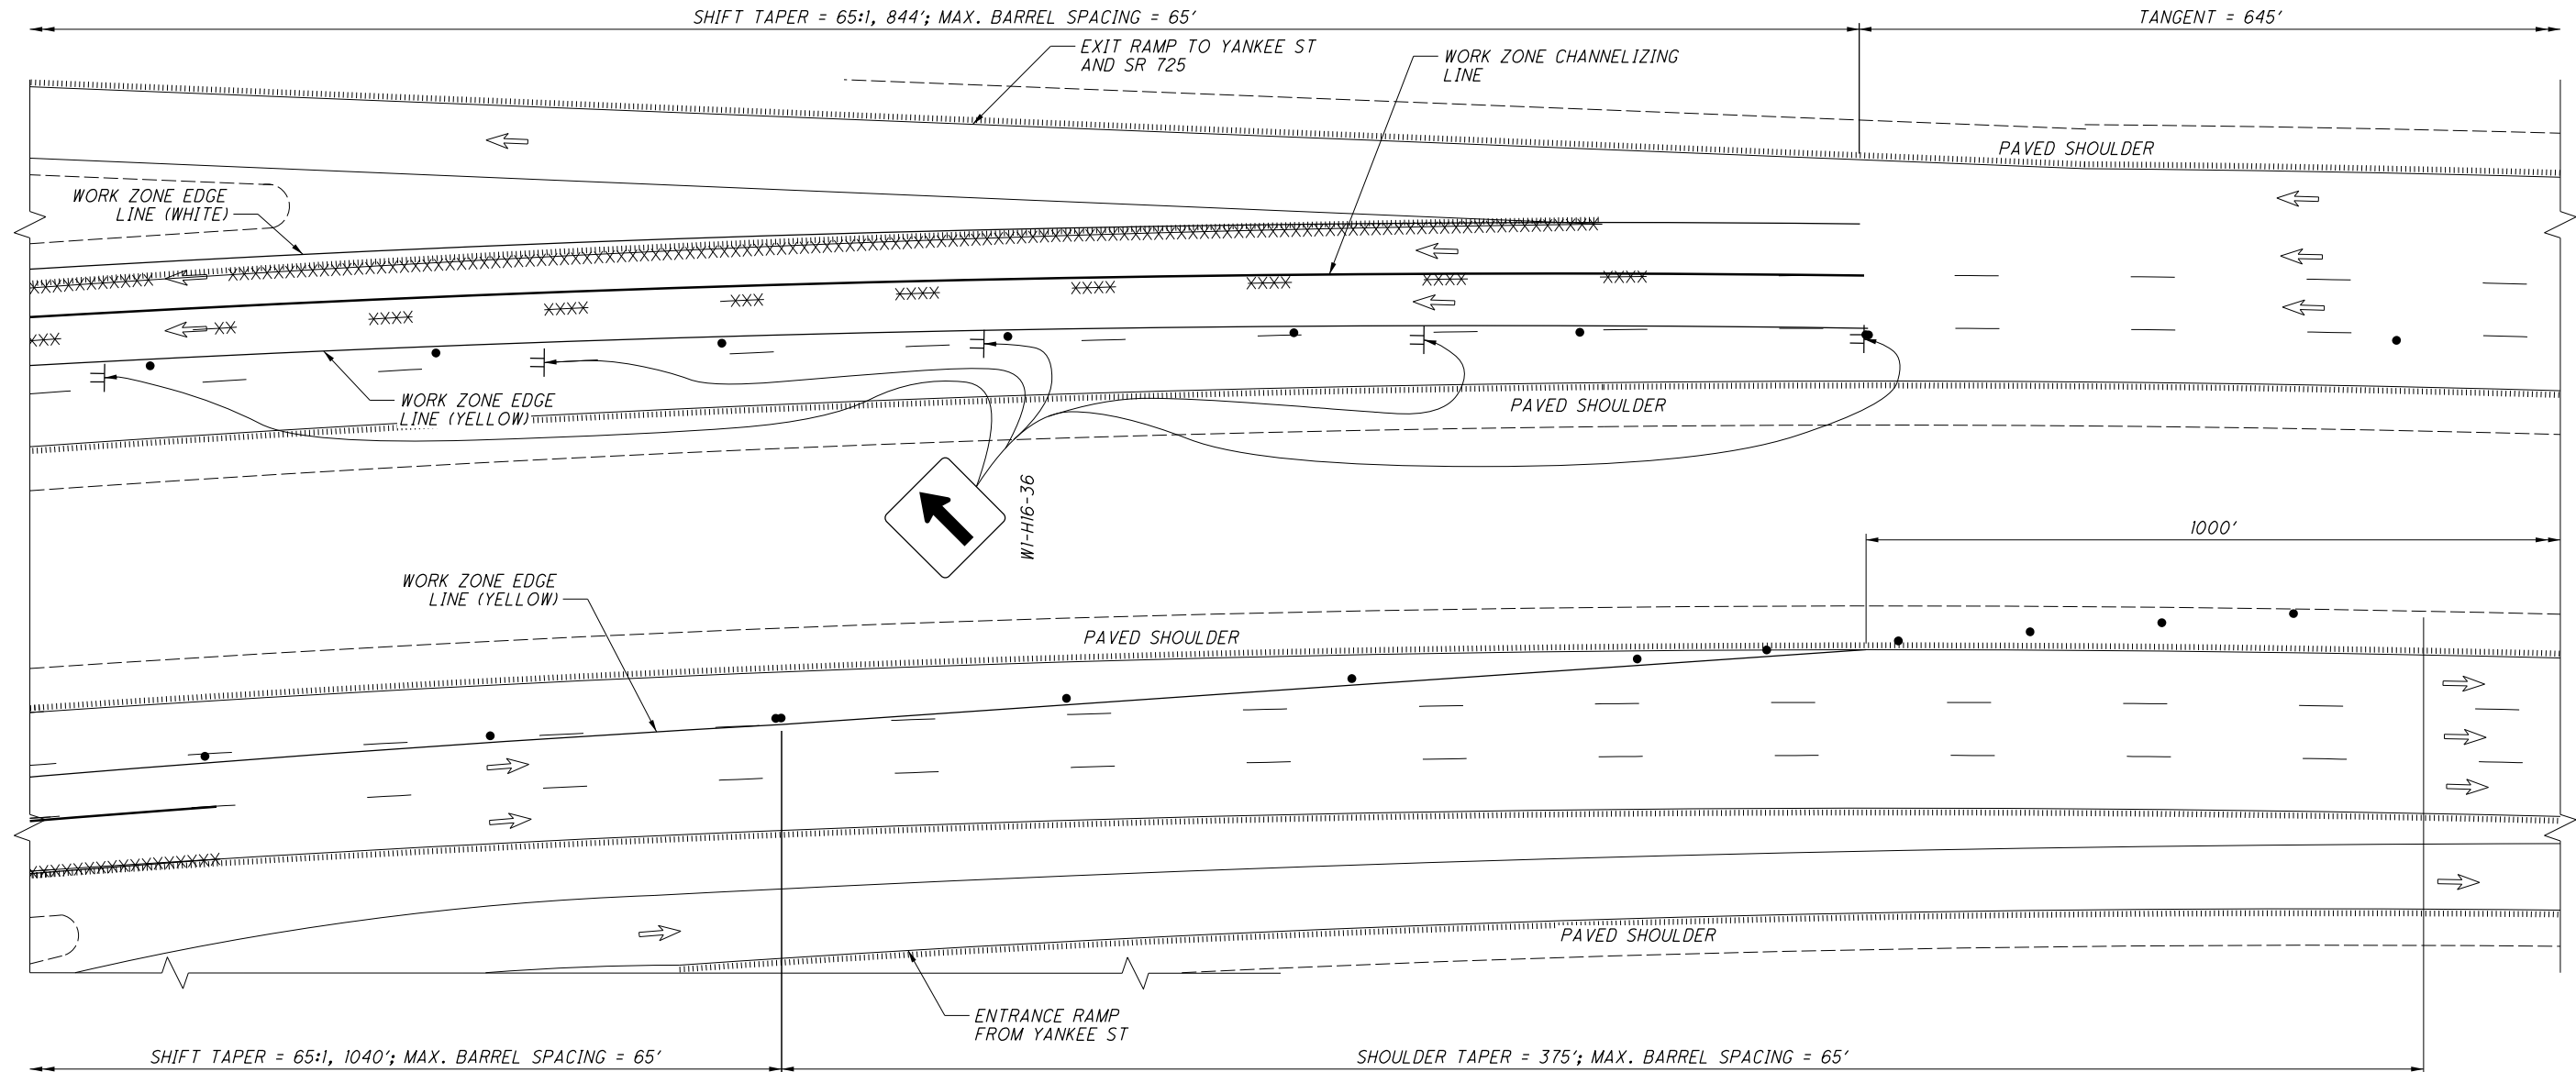 SHIFT TAPER = 65:1, 844'; MAX. BARREL SPACING = 65'
TANGENT = 645'
EXIT RAMP TO YANKEE ST
AND SR 725
WORK ZONE CHANNELIZING
LINE
PAVED SHOULDER
WORK ZONE EDGE
LINE (WHITE)
WORK ZONE EDGE
LINE (YELLOW)
PAVED SHOULDER
W1-H16-36
1000'
WORK ZONE EDGE
LINE (YELLOW)
PAVED SHOULDER
PAVED SHOULDER
ENTRANCE RAMP
FROM YANKEE ST
SHIFT TAPER = 65:1, 1040'; MAX. BARREL SPACING = 65'
SHOULDER TAPER = 375'; MAX. BARREL SPACING = 65'